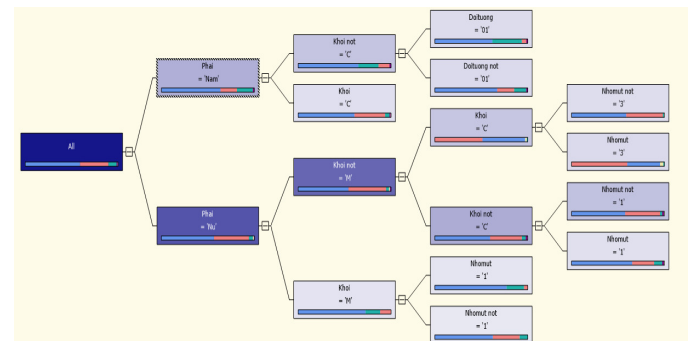 All
Phai
= 'Nam'
Phai
= 'Nu'
Khoi not
= 'C'
Khoi
= 'C'
Khoi not
= 'M'
Khoi
= 'M'
Doituong
= '01'
Doituong not
= '01'
Khoi
= 'C'
Khoi not
= 'C'
Nhomut
= '1'
Nhomut not
= '1'
Nhomut not
= '3'
Nhomut
= '3'
Nhomut not
= '1'
Nhomut
= '1'